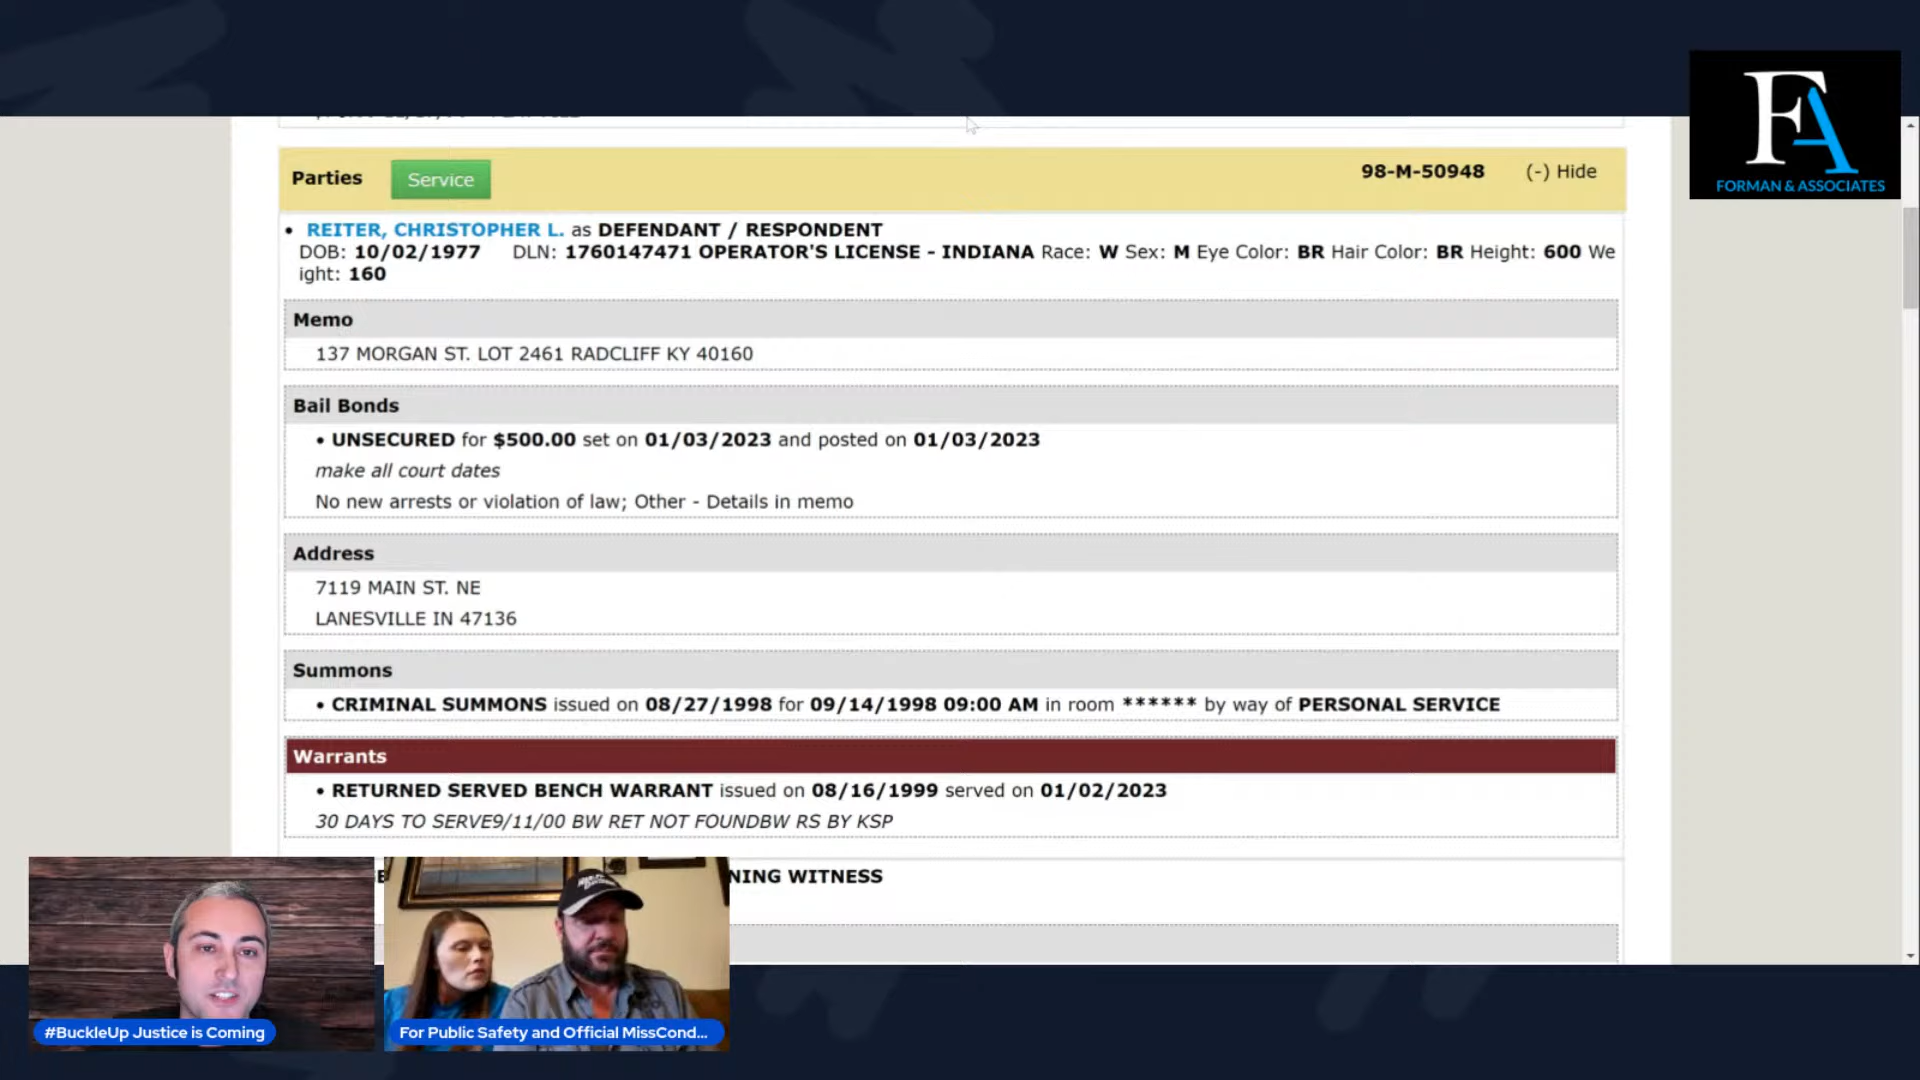 FA
FORMAN & ASSOCIATES
Parties Service 98-M-50948 (-) Hide
• REITER, CHRISTOPHER L. as DEFENDANT / RESPONDENT
DOB: 10/02/1977 DLN: 1760147471 OPERATOR'S LICENSE - INDIANA Race: W Sex: M Eye Color: BR Hair Color: BR Height: 600 We
ight: 160
Memo
137 MORGAN ST. LOT 2461 RADCLIFF KY 40160
Bail Bonds
• UNSECURED for $500.00 set on 01/03/2023 and posted on 01/03/2023
make all court dates
No new arrests or violation of law; Other - Details in memo
Address
7119 MAIN ST. NE
LANESVILLE IN 47136
Summons
• CRIMINAL SUMMONS issued on 08/27/1998 for 09/14/1998 09:00 AM in room ****** by way of PERSONAL SERVICE
Warrants
• RETURNED SERVED BENCH WARRANT issued on 08/16/1999 served on 01/02/2023
30 DAYS TO SERVE9/11/00 BW RET NOT FOUNDBW RS BY KSP
NING WITNESS
#BuckleUp Justice is Coming
For Public Safety and Official MissCond...